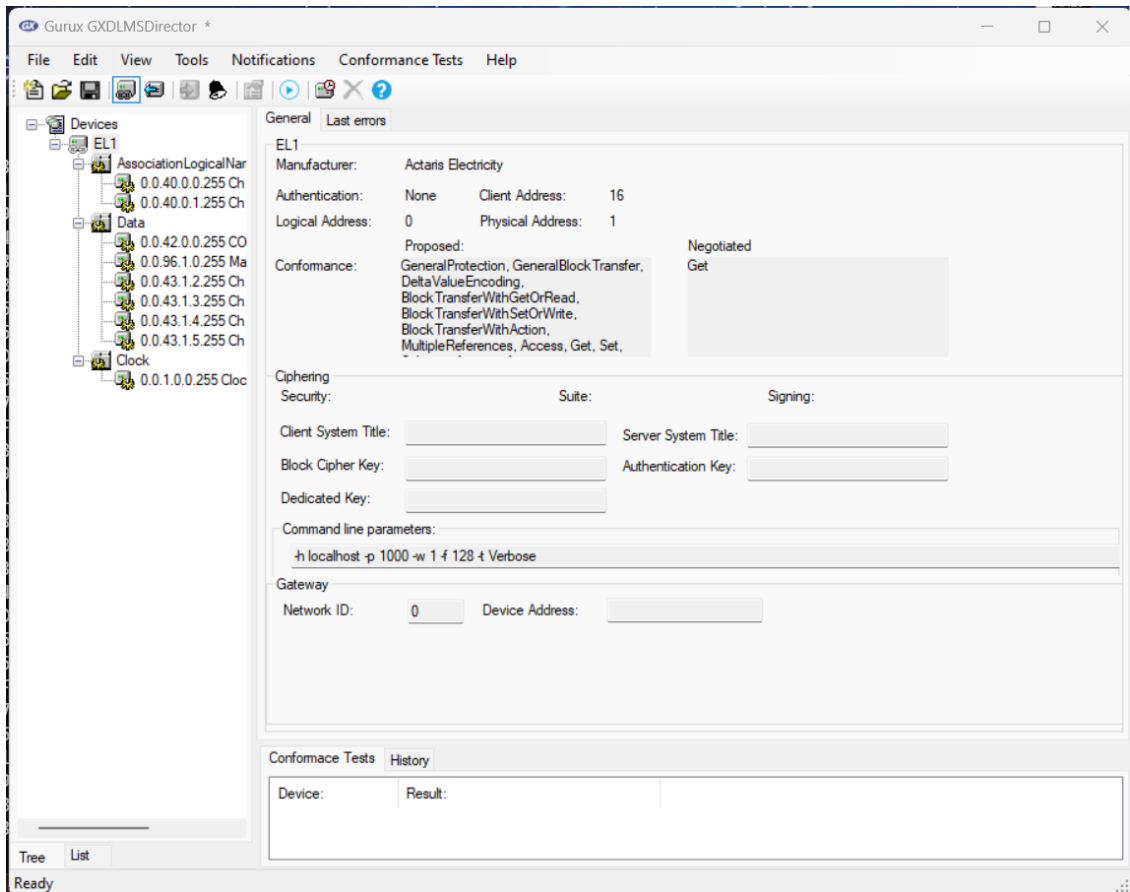 Gurux GXDLMSDirector *
File Edit View Tools Notifications Conformance Tests Help
Devices
EL1
AssociationLogicalNar
0.0.40.0.0.255 Ch
0.0.40.0.1.255 Ch
Data
0.0.42.0.0.255 CO
0.0.96.1.0.255 Ma
0.0.43.1.2.255 Ch
0.0.43.1.3.255 Ch
0.0.43.1.4.255 Ch
0.0.43.1.5.255 Ch
Clock
0.0.1.0.0.255 Cloc
Tree List
General Last errors
EL1
Manufacturer: Actaris Electricity
Authentication: None Client Address: 16
Logical Address: 0 Physical Address: 1
Proposed: Negotiated
Conformance: GeneralProtection, GeneralBlockTransfer, Get
DeltaValueEncoding,
BlockTransferWithGetOrRead,
BlockTransferWithSetOrWrite,
BlockTransferWithAction,
MultipleReferences, Access, Get, Set,
Ciphering
Security: Suite: Signing:
Client System Title: Server System Title:
Block Cipher Key: Authentication Key:
Dedicated Key:
Command line parameters:
-h localhost -p 1000 -w 1 -f 128 -t Verbose
Gateway
Network ID: 0 Device Address:
Conformace Tests History
Device: Result:
Ready